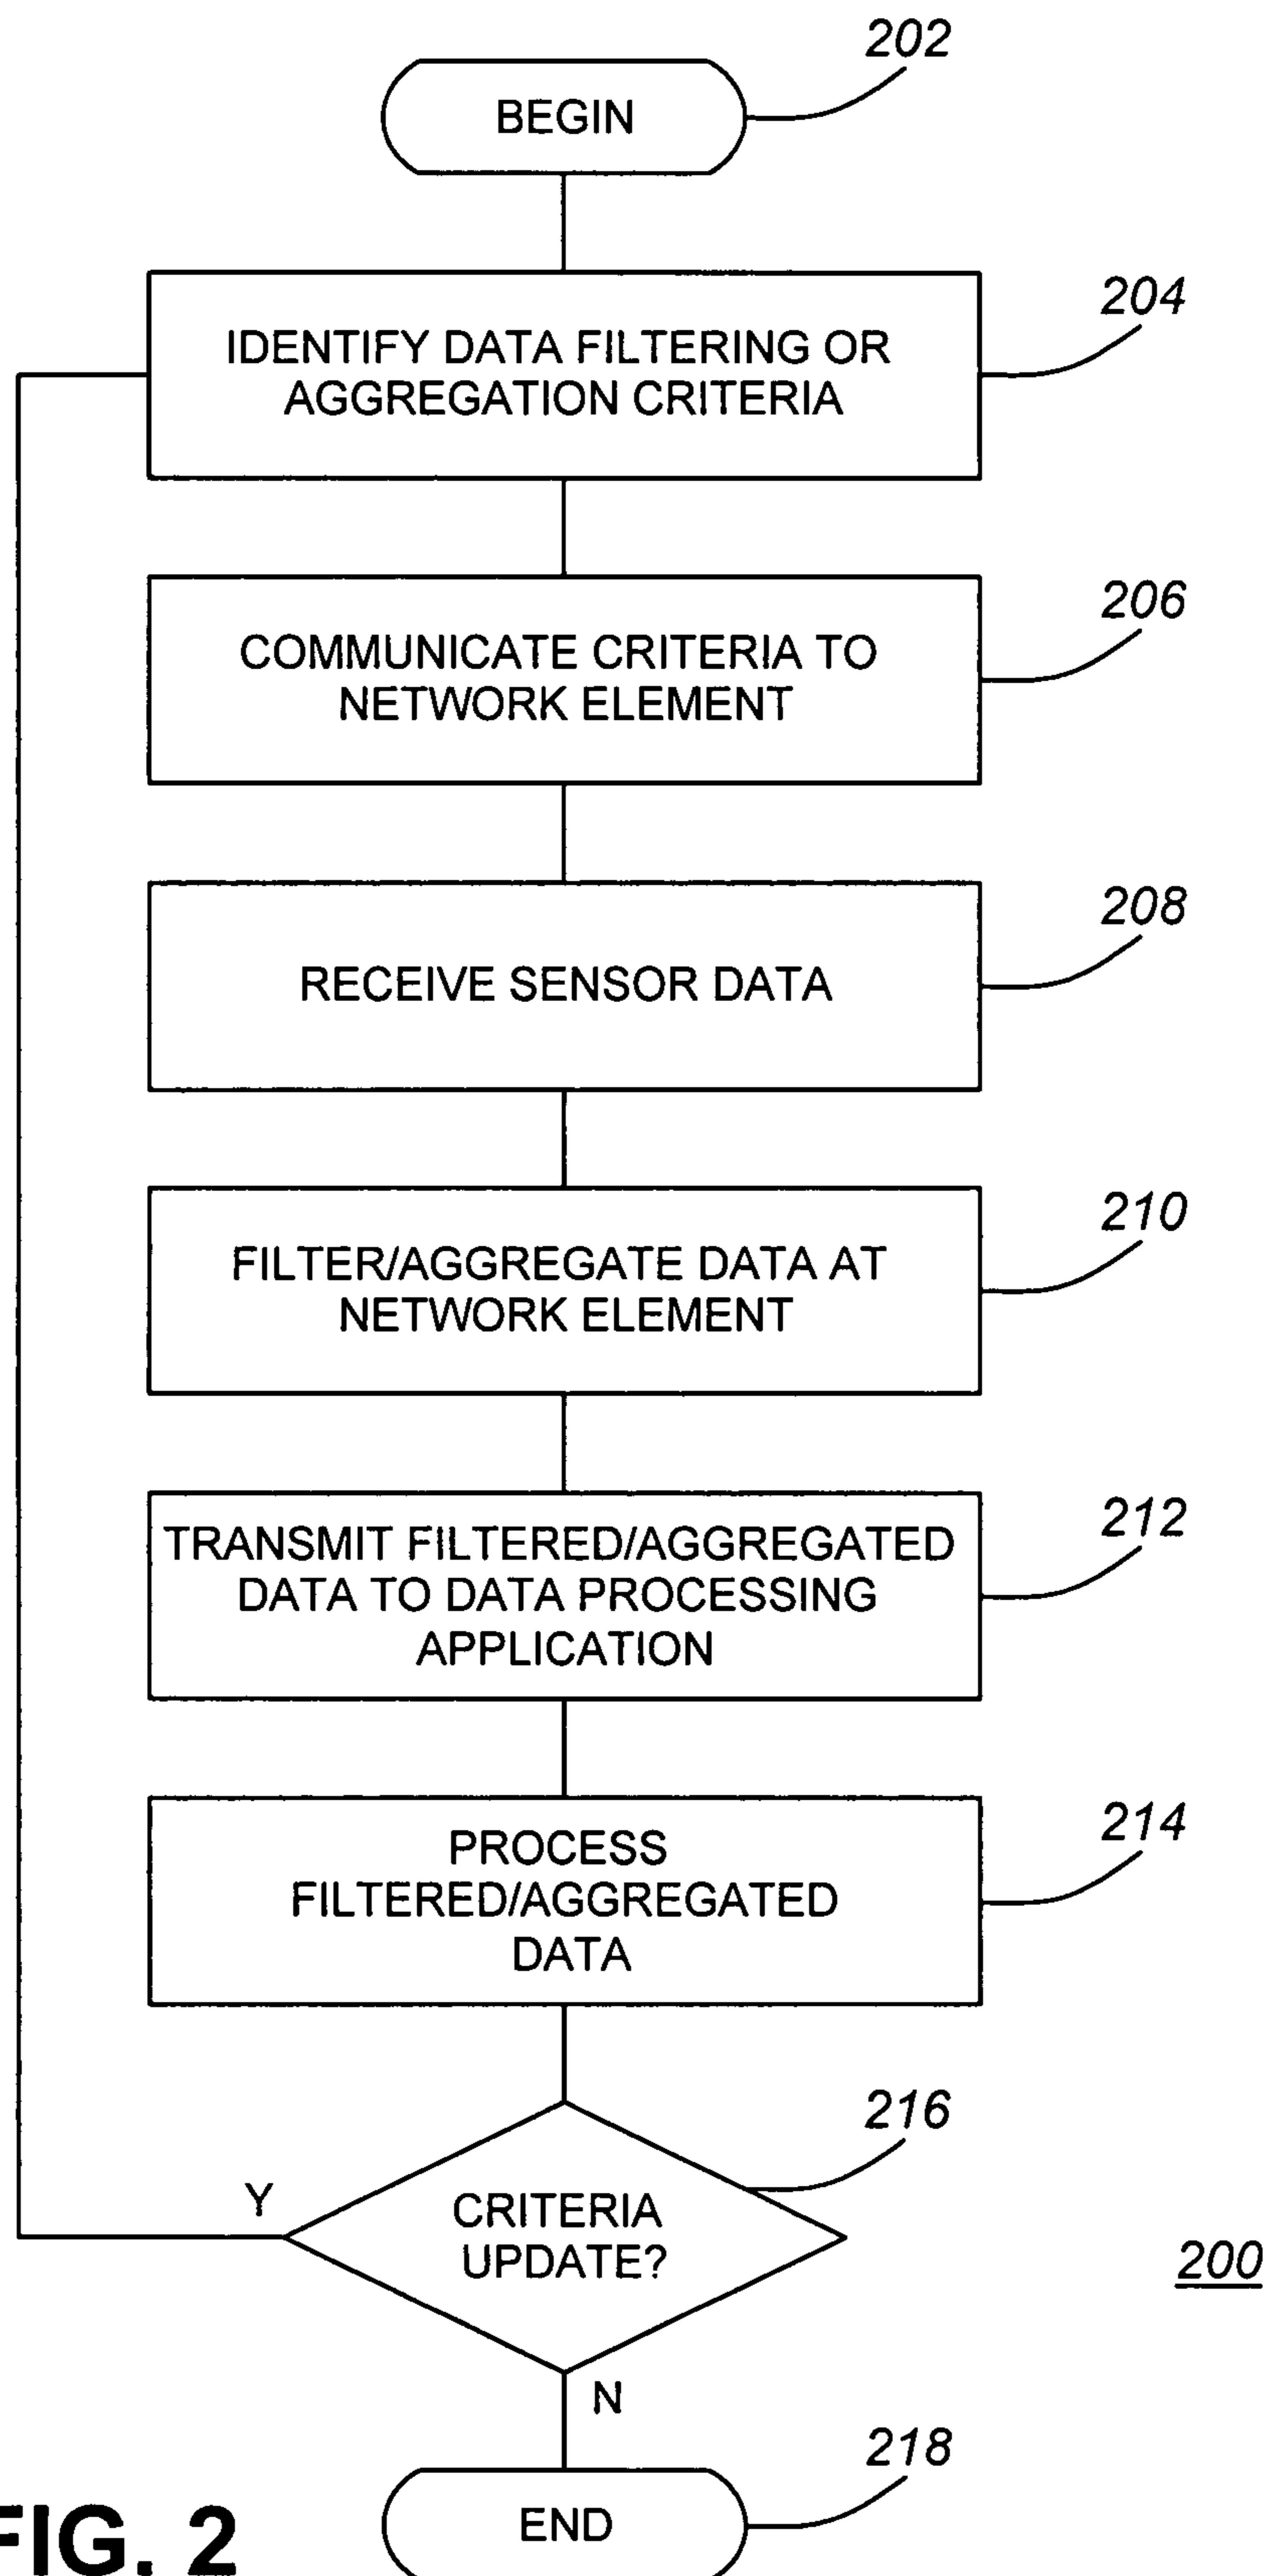 202
BEGIN
204
IDENTIFY DATA FILTERING OR
AGGREGATION CRITERIA
206
COMMUNICATE CRITERIA TO
NETWORK ELEMENT
208
RECEIVE SENSOR DATA
210
FILTER/AGGREGATE DATA AT
NETWORK ELEMENT
212
TRANSMIT FILTERED/AGGREGATED
DATA TO DATA PROCESSING
APPLICATION
214
PROCESS
FILTERED/AGGREGATED
DATA
216
Y
CRITERIA
UPDATE?
200
N
218
END
FIG. 2